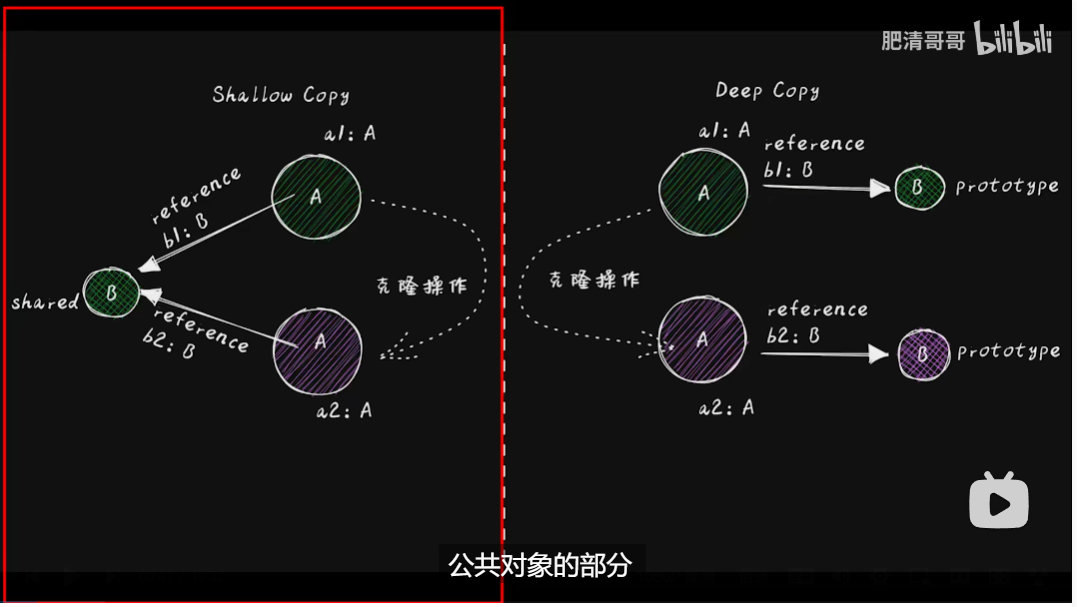 肥清哥哥 bilibili
Shallow Copy
a1: A
A
reference
b1: B
B
shared
克隆操作
reference
b2: B
A
a2: A
Deep Copy
a1: A
A
reference
b1: B
B
prototype
克隆操作
A
reference
b2: B
B
prototype
a2: A
公共对象的部分